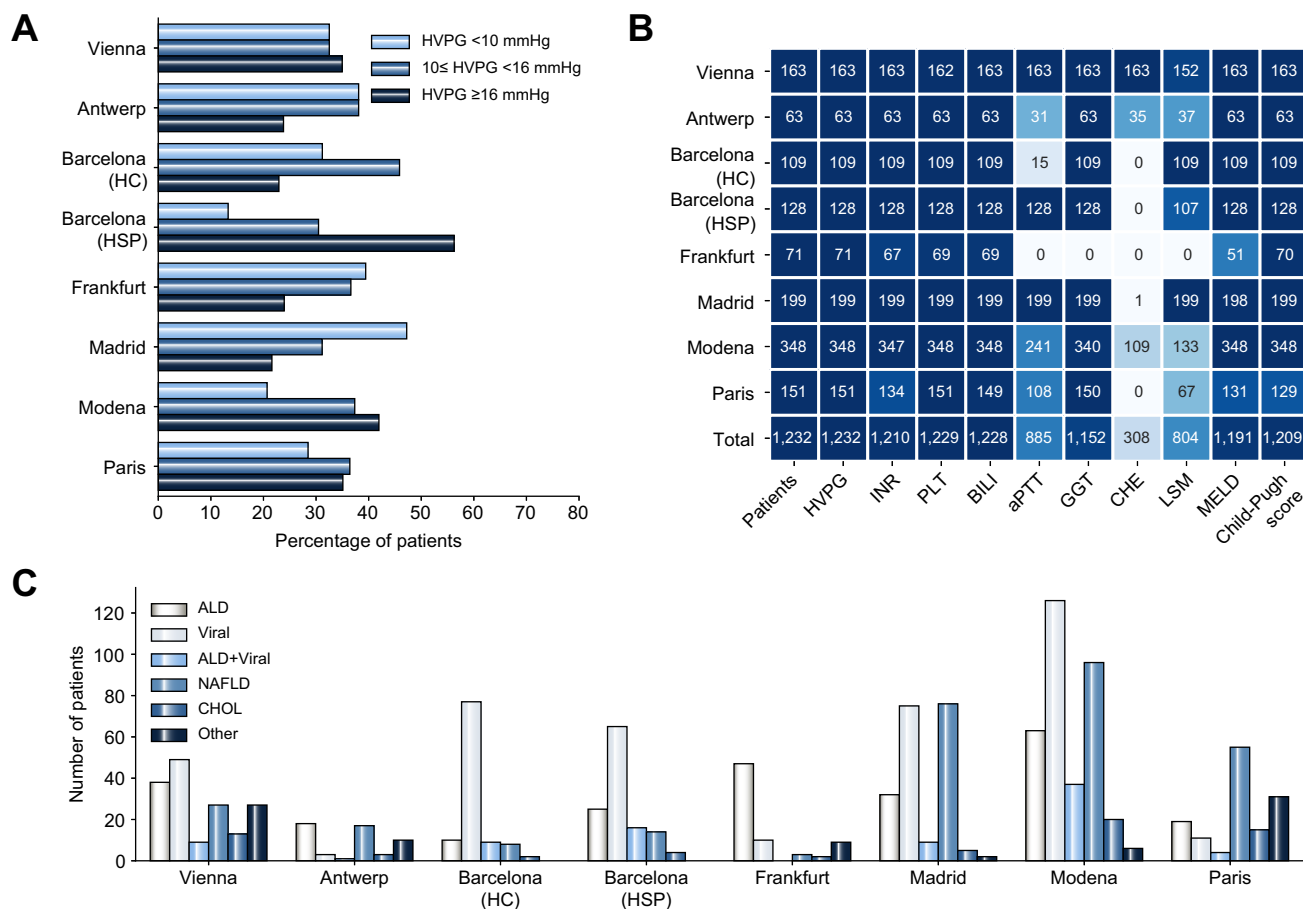 A
Vienna
Antwerp
Barcelona
(HC)
Barcelona
(HSP)
Frankfurt
Madrid
Modena
Paris
0 10 20 30 40 50 60 70 80
Percentage of patients
HVPG <10 mmHg
10≤ HVPG <16 mmHg
HVPG ≥16 mmHg
B
Vienna 163 163 163 162 163 163 163 163 152 163 163
Antwerp 63 63 63 63 63 31 63 35 37 63 63
Barcelona
(HC) 109 109 109 109 109 15 109 0 109 109 109
Barcelona
(HSP) 128 128 128 128 128 128 128 0 107 128 128
Frankfurt 71 71 67 69 69 0 0 0 0 51 70
Madrid 199 199 199 199 199 199 199 1 199 198 199
Modena 348 348 347 348 348 241 340 109 133 348 348
Paris 151 151 134 151 149 108 150 0 67 131 129
Total 1,232 1,232 1,210 1,229 1,228 885 1,152 308 804 1,191 1,209
Patients HVPG INR PLT BILI aPTT GGT CHE LSM MELD Child-Pugh
score
C
Number of patients
120
100
80
60
40
20
0
ALD
Viral
ALD+Viral
NAFLD
CHOL
Other
Vienna Antwerp Barcelona Barcelona Frankfurt Madrid Modena Paris
(HC) (HSP)